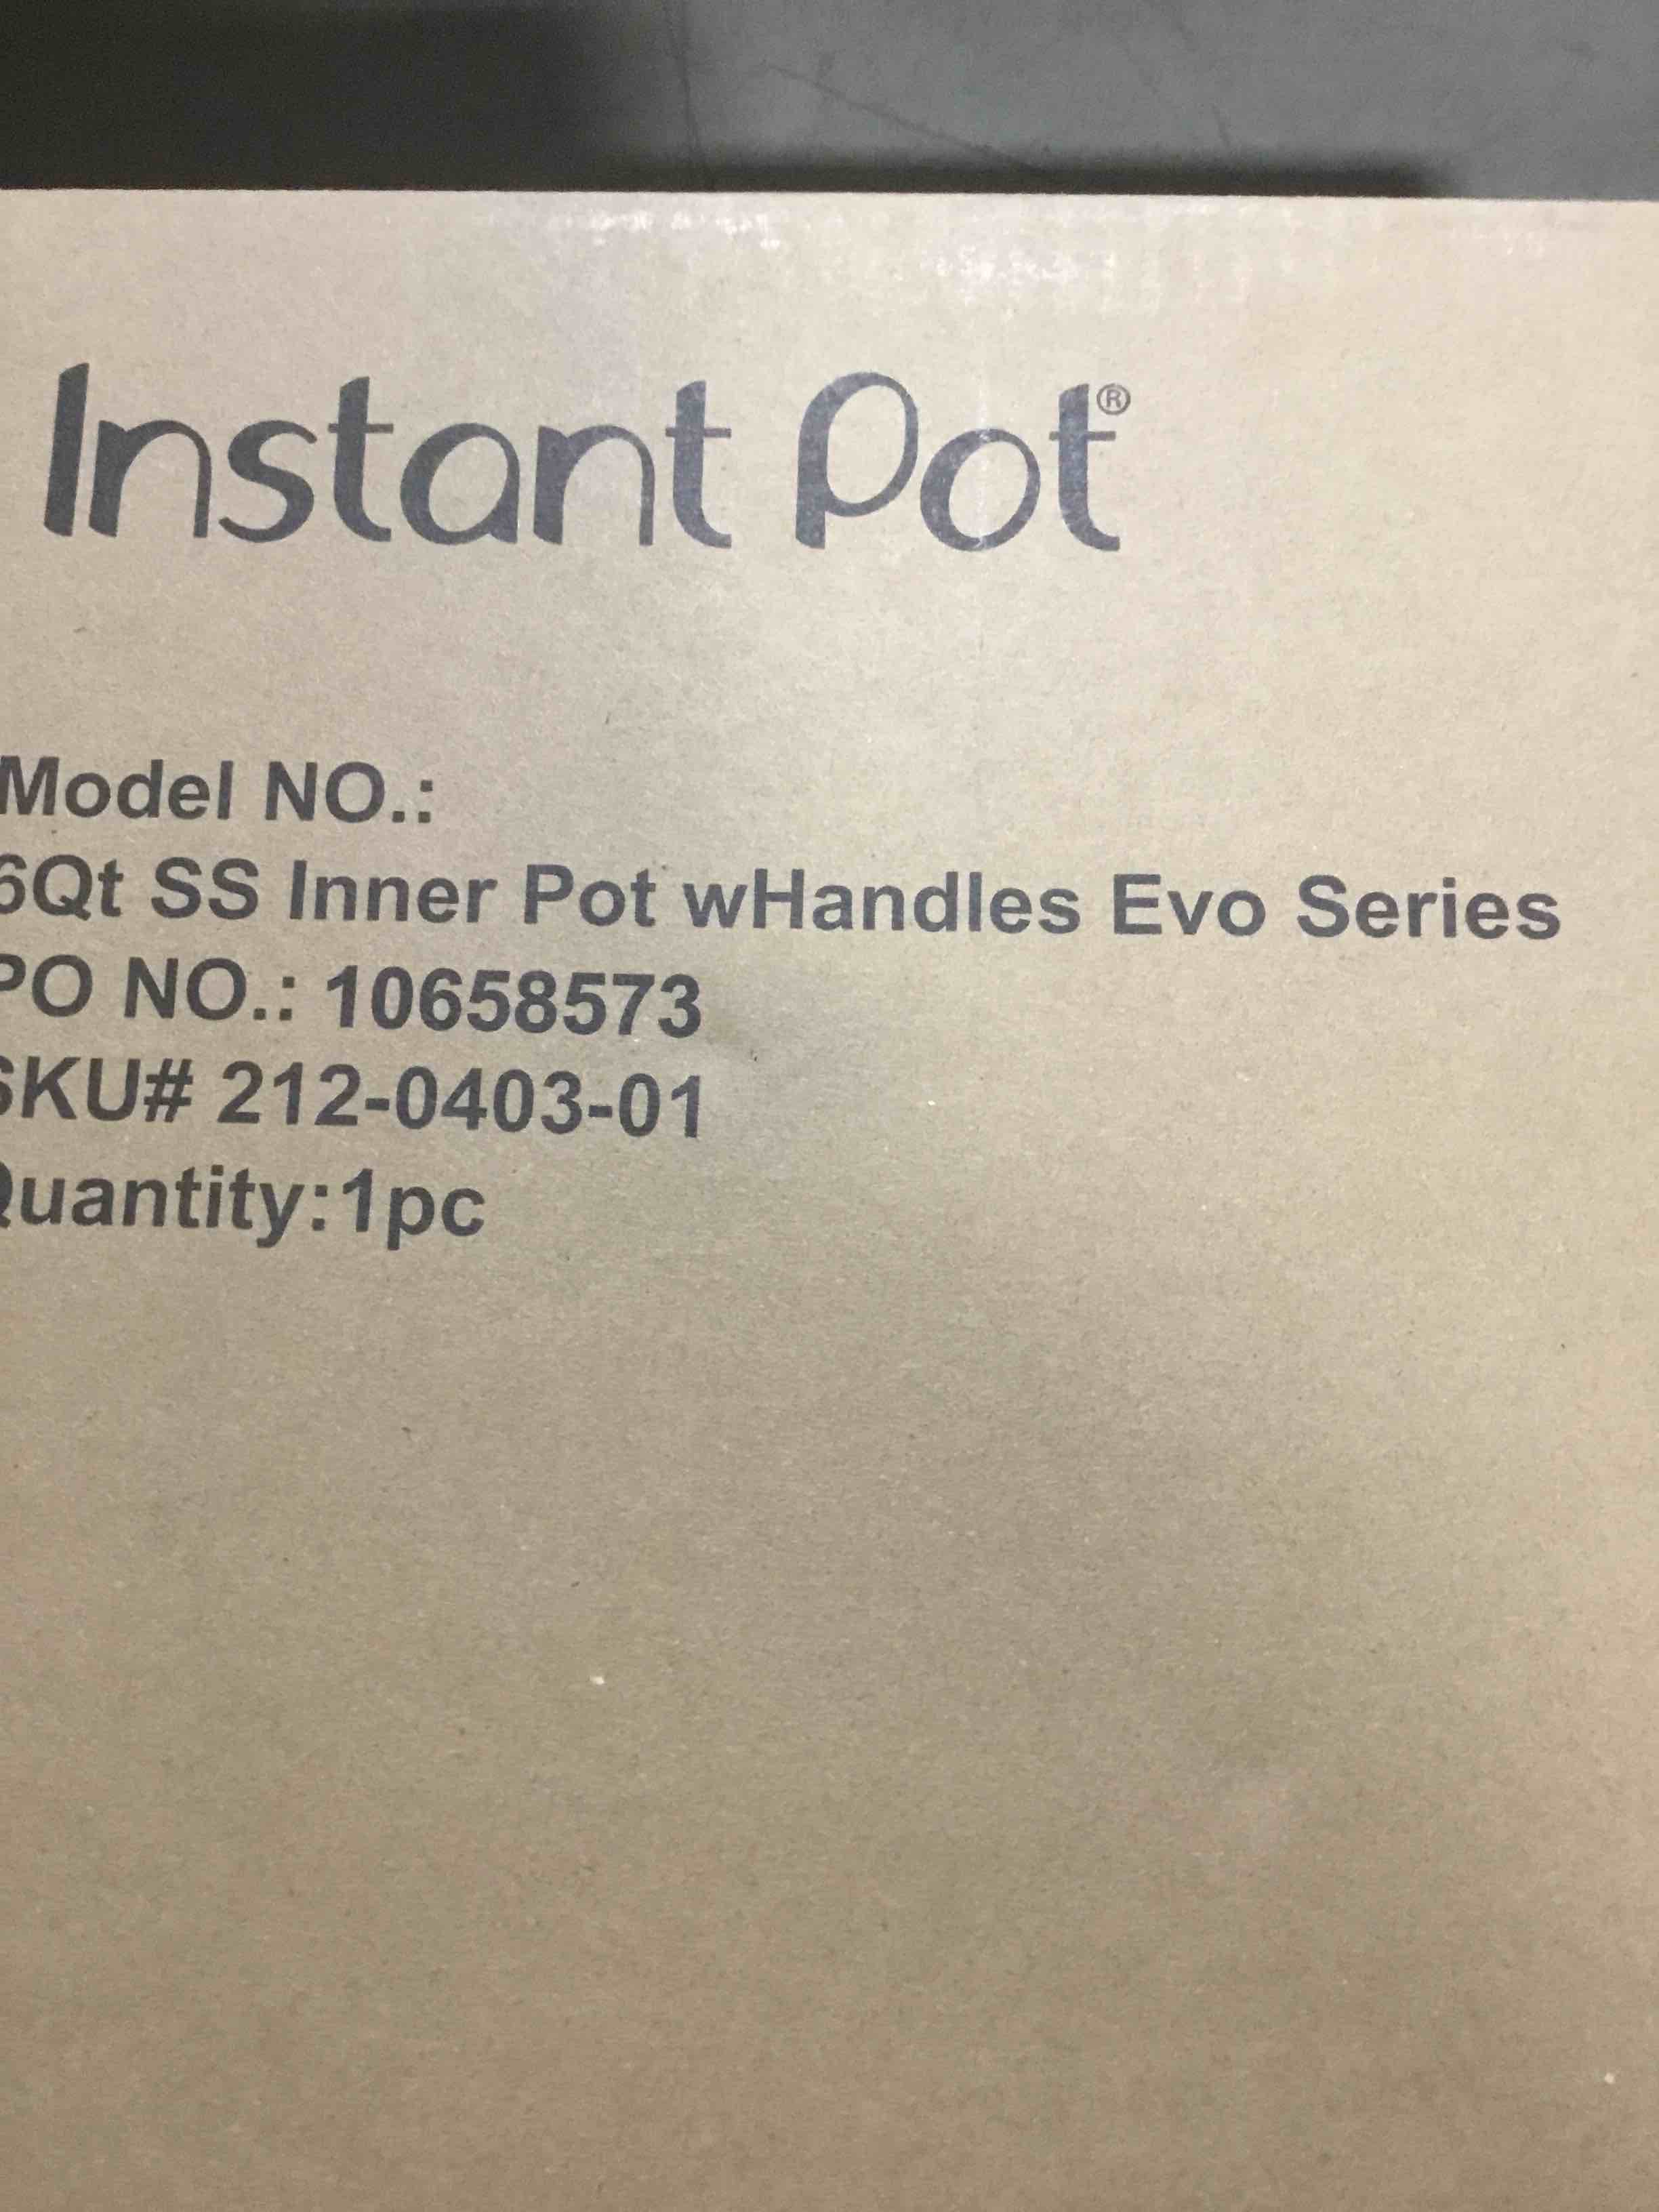 Instant Pot®
Model NO.:
6Qt SS Inner Pot wHandles Evo Series
PO NO.: 10658573
SKU# 212-0403-01
Quantity:1pc